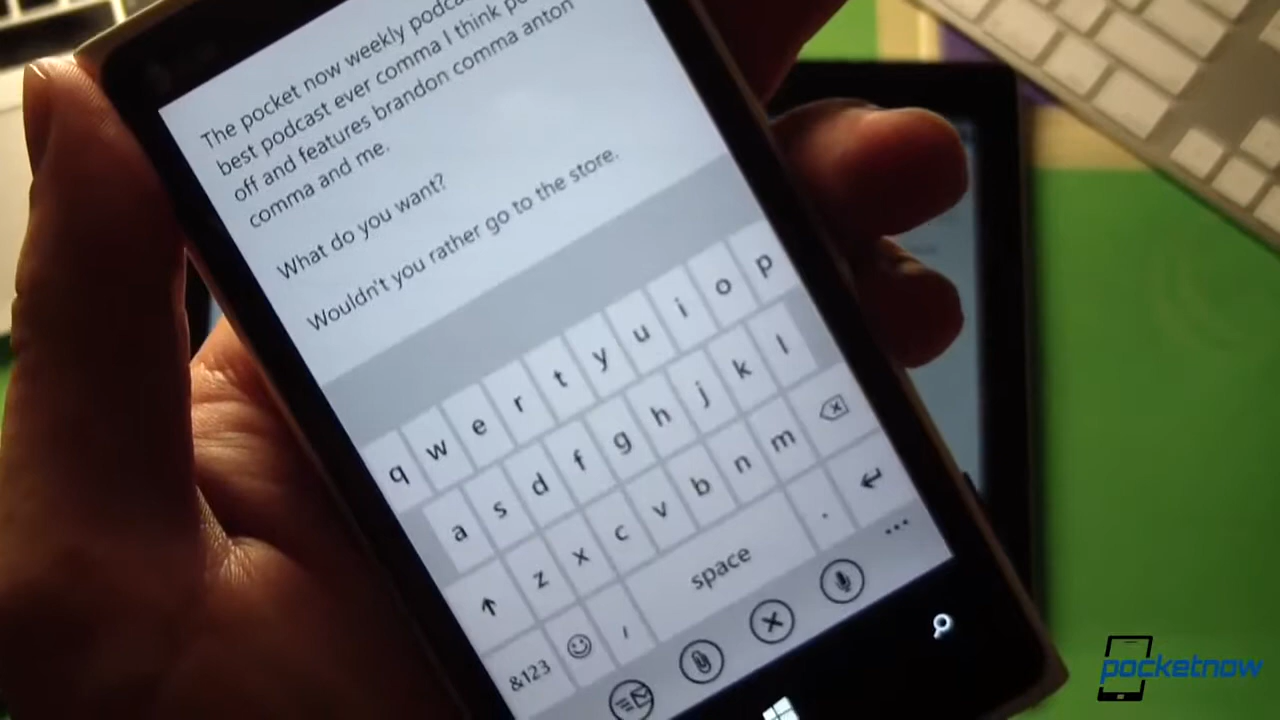 The pocket now weekly
best podcast ever comma I think
off and features brandon comma anton
comma and me.
What do you want?
Wouldn't you rather go to the store.
q w e r t y u i o p
a s d f g h j k l
z x c v b n m
&123 , space .
pocketnow